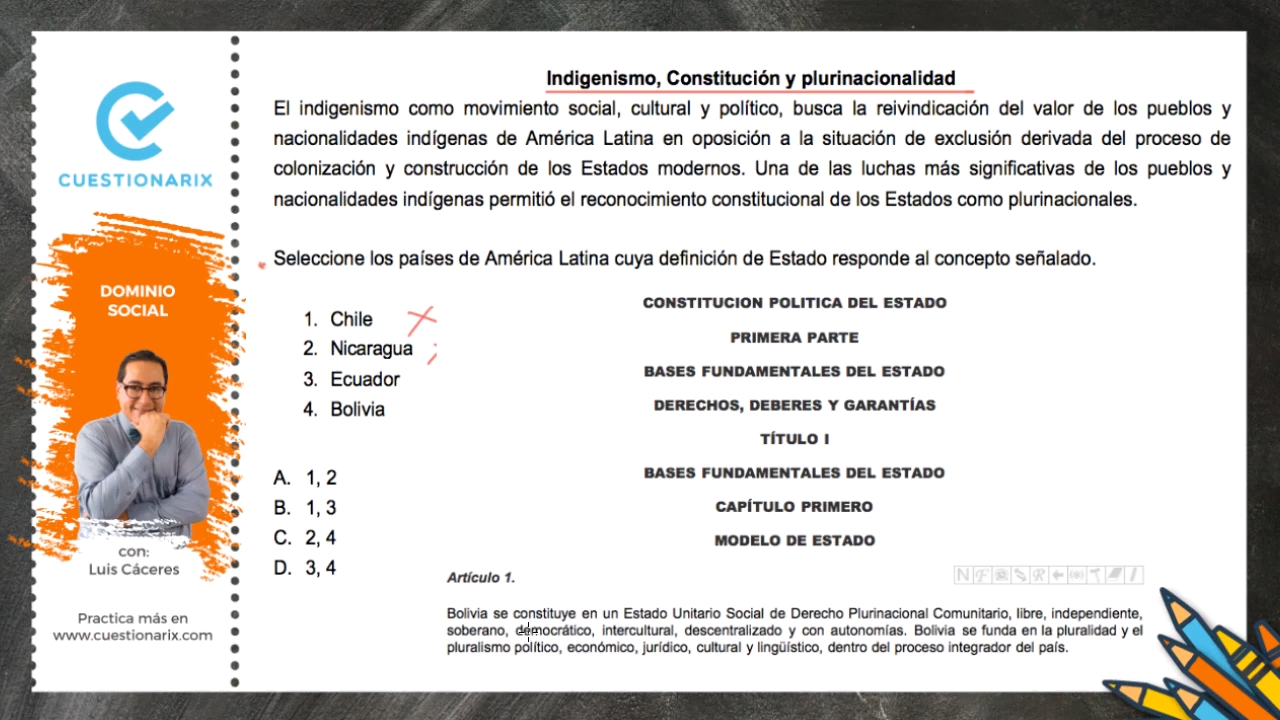 CUESTIONARIX
DOMINIO
SOCIAL
con:
Luis Cáceres
Practica más en
www.cuestionarix.com
Indigenismo, Constitución y plurinacionalidad
El indigenismo como movimiento social, cultural y político, busca la reivindicación del valor de los pueblos y
nacionalidades indígenas de América Latina en oposición a la situación de exclusión derivada del proceso de
colonización y construcción de los Estados modernos. Una de las luchas más significativas de los pueblos y
nacionalidades indígenas permitió el reconocimiento constitucional de los Estados como plurinacionales.
Seleccione los países de América Latina cuya definición de Estado responde al concepto señalado.
1. Chile
2. Nicaragua
3. Ecuador
4. Bolivia
A. 1, 2
B. 1, 3
C. 2, 4
D. 3, 4
CONSTITUCION POLITICA DEL ESTADO
PRIMERA PARTE
BASES FUNDAMENTALES DEL ESTADO
DERECHOS, DEBERES Y GARANTÍAS
TÍTULO I
BASES FUNDAMENTALES DEL ESTADO
CAPÍTULO PRIMERO
MODELO DE ESTADO
Artículo 1.
Bolivia se constituye en un Estado Unitario Social de Derecho Plurinacional Comunitario, libre, independiente,
soberano, democrático, intercultural, descentralizado y con autonomías. Bolivia se funda en la pluralidad y el
pluralismo político, económico, jurídico, cultural y lingüístico, dentro del proceso integrador del país.